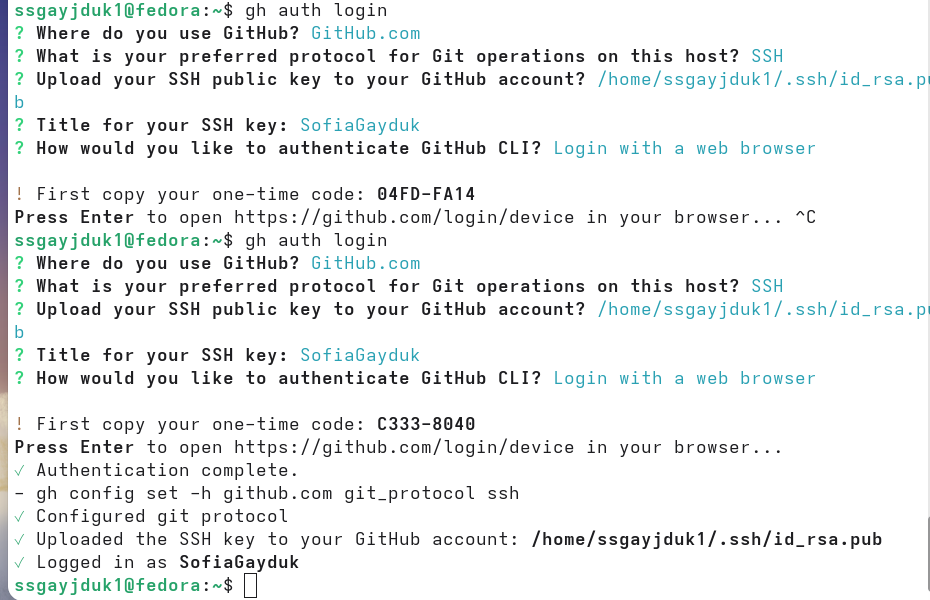 ssgayjduk1@fedora:~$ gh auth login
? Where do you use GitHub? GitHub.com
? What is your preferred protocol for Git operations on this host? SSH
? Upload your SSH public key to your GitHub account? /home/ssgayjduk1/.ssh/id_rsa.pu
b
? Title for your SSH key: SofiaGayduk
? How would you like to authenticate GitHub CLI? Login with a web browser
! First copy your one-time code: 04FD-FA14
Press Enter to open https://github.com/login/device in your browser... ^C
ssgayjduk1@fedora:~$ gh auth login
? Where do you use GitHub? GitHub.com
? What is your preferred protocol for Git operations on this host? SSH
? Upload your SSH public key to your GitHub account? /home/ssgayjduk1/.ssh/id_rsa.pu
b
? Title for your SSH key: SofiaGayduk
? How would you like to authenticate GitHub CLI? Login with a web browser
! First copy your one-time code: C333-8040
Press Enter to open https://github.com/login/device in your browser...
✓ Authentication complete.
- gh config set -h github.com git_protocol ssh
✓ Configured git protocol
✓ Uploaded the SSH key to your GitHub account: /home/ssgayjduk1/.ssh/id_rsa.pub
✓ Logged in as SofiaGayduk
ssgayjduk1@fedora:~$